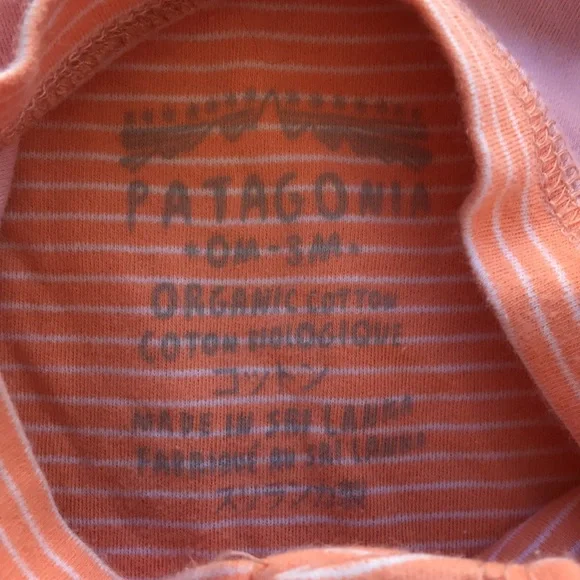 PATAGONIA
0M-3M
ORGANIC COTTON
COTON BIOLOGIQUE
コットン
MADE IN SRI LANKA
FABRIQUÉ AU SRI LANKA
スリランカ製